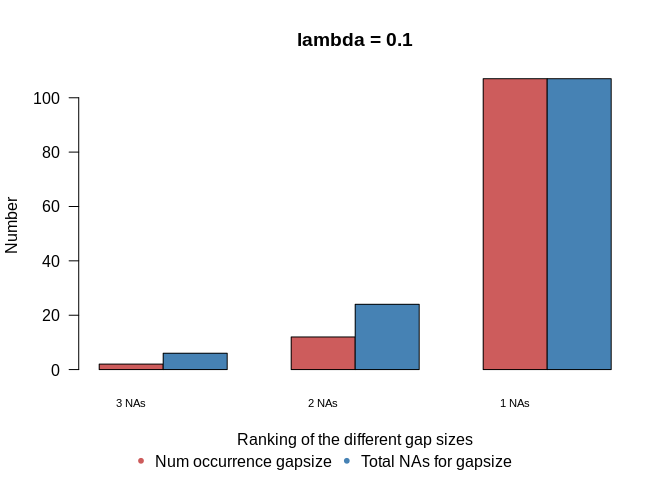 lambda = 0.1
Number
100
80
60
40
20
0
3 NAs
2 NAs
1 NAs
Ranking of the different gap sizes
Num occurrence gapsize
Total NAs for gapsize